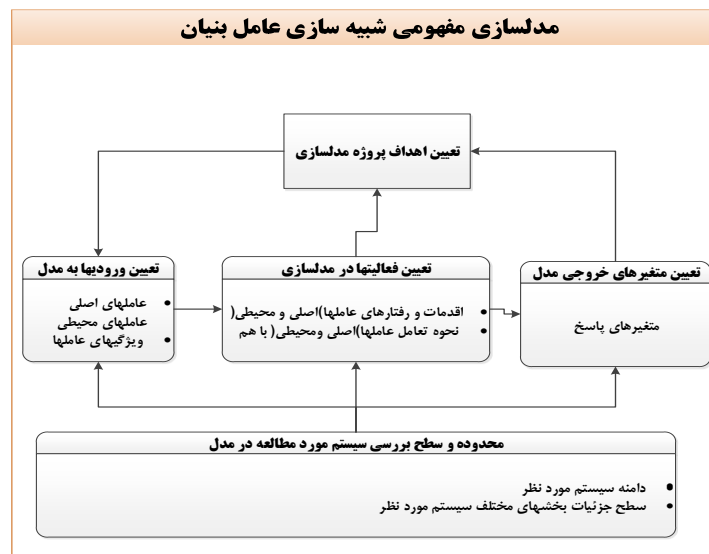 مدلسازی مفهومی شبیه سازی عامل بنیان
تعیین اهداف پروژه مدلسازی
تعیین ورودیها به مدل
• عاملهای اصلی
عاملهای محیطی
• ویژگیهای عاملها
تعیین فعالیتها در مدلسازی
• اقدمات و رفتارهای عاملها)اصلی و محیطی(
• نحوه تعامل عاملها)اصلی ومحیطی( با هم
تعیین متغیرهای خروجی مدل
متغیرهای پاسخ
محدوده و سطح بررسی سیستم مورد مطالعه در مدل
• دامنه سیستم مورد نظر
• سطح جزئیات بخشهای مختلف سیستم مورد نظر